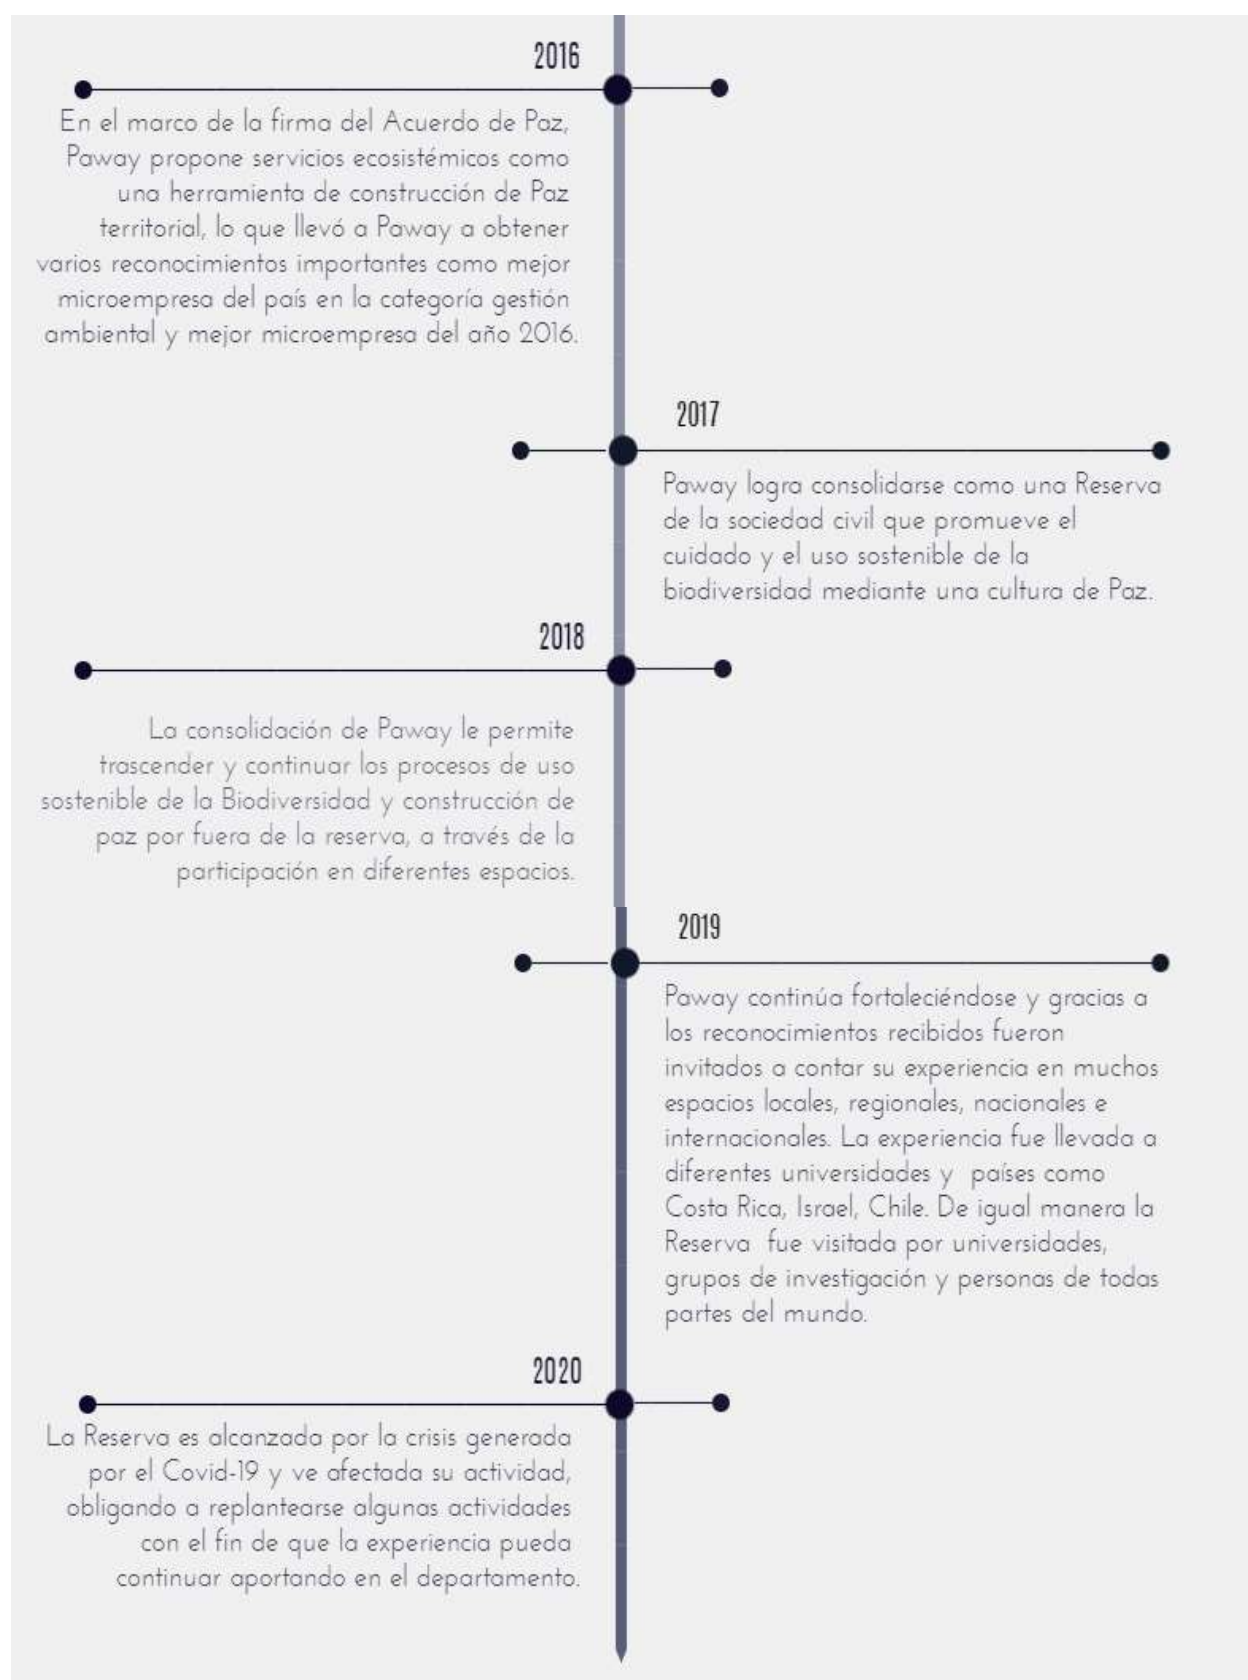 2016
En el marco de la firma del Acuerdo de Paz,
Paway propone servicios ecosistémicos como
una herramienta de construcción de Paz
territorial, lo que llevó a Paway a obtener
varios reconocimientos importantes como mejor
microempresa del país en la categoría gestión
ambiental y mejor microempresa del año 2016.
2017
Paway logra consolidarse como una Reserva
de la sociedad civil que promueve el
cuidado y el uso sostenible de la
biodiversidad mediante una cultura de Paz.
2018
La consolidación de Paway le permite
trascender y continuar los procesos de uso
sostenible de la Biodiversidad y construcción de
paz por fuera de la reserva, a través de la
participación en diferentes espacios.
2019
Paway continúa fortaleciéndose y gracias a
los reconocimientos recibidos fueron
invitados a contar su experiencia en muchos
espacios locales, regionales, nacionales e
internacionales. La experiencia fue llevada a
diferentes universidades y países como
Costa Rica, Israel, Chile. De igual manera la
Reserva fue visitada por universidades,
grupos de investigación y personas de todas
partes del mundo.
2020
La Reserva es alcanzada por la crisis generada
por el Covid-19 y ve afectada su actividad,
obligando a replantearse algunas actividades
con el fin de que la experiencia pueda
continuar aportando en el departamento.